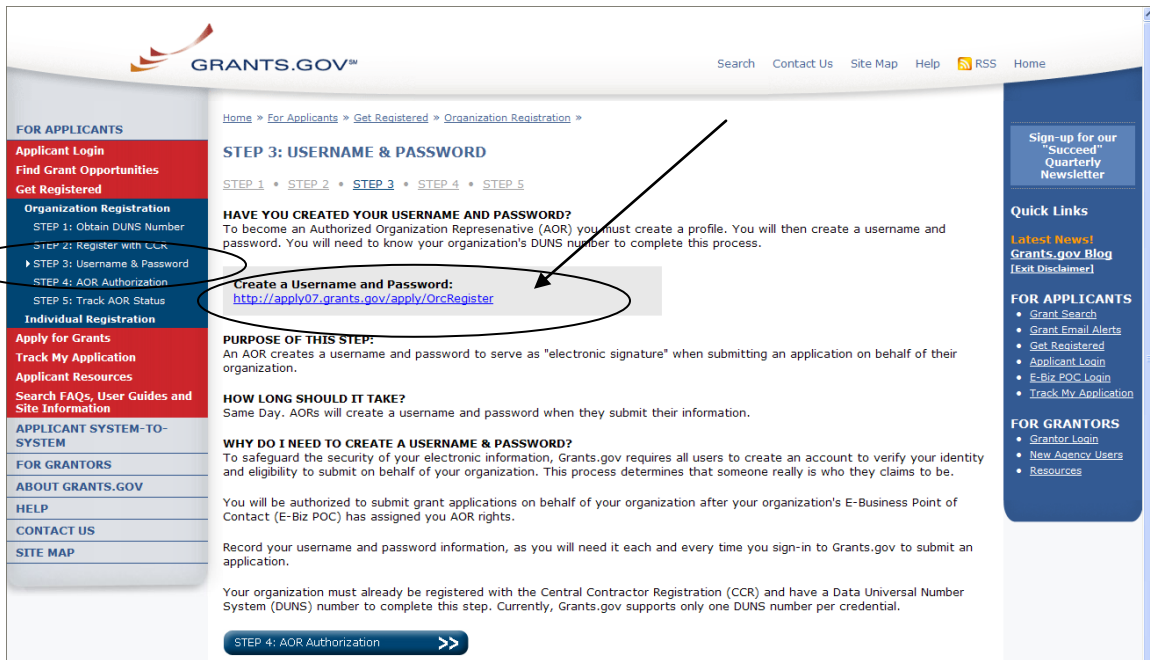 GRANTS.GOV℠
Search Contact Us Site Map Help RSS Home
FOR APPLICANTS
Applicant Login
Find Grant Opportunities
Get Registered
Organization Registration
STEP 1: Obtain DUNS Number
STEP 2: Register with CCR
STEP 3: Username & Password
STEP 4: AOR Authorization
STEP 5: Track AOR Status
Individual Registration
Apply for Grants
Track My Application
Applicant Resources
Search FAQs, User Guides and
Site Information
APPLICANT SYSTEM-TO-
SYSTEM
FOR GRANTORS
ABOUT GRANTS.GOV
HELP
CONTACT US
SITE MAP
Home » For Applicants » Get Registered » Organization Registration »
STEP 3: USERNAME & PASSWORD
STEP 1 • STEP 2 • STEP 3 • STEP 4 • STEP 5
HAVE YOU CREATED YOUR USERNAME AND PASSWORD?
To become an Authorized Organization Represenative (AOR) you must create a profile. You will then create a username and
password. You will need to know your organization's DUNS number to complete this process.
Create a Username and Password:
http://apply07.grants.gov/apply/OrcRegister
PURPOSE OF THIS STEP:
An AOR creates a username and password to serve as "electronic signature" when submitting an application on behalf of their
organization.
HOW LONG SHOULD IT TAKE?
Same Day. AORs will create a username and password when they submit their information.
WHY DO I NEED TO CREATE A USERNAME & PASSWORD?
To safeguard the security of your electronic information, Grants.gov requires all users to create an account to verify your identity
and eligibility to submit on behalf of your organization. This process determines that someone really is who they claims to be.
You will be authorized to submit grant applications on behalf of your organization after your organization's E-Business Point of
Contact (E-Biz POC) has assigned you AOR rights.
Record your username and password information, as you will need it each and every time you sign-in to Grants.gov to submit an
application.
Your organization must already be registered with the Central Contractor Registration (CCR) and have a Data Universal Number
System (DUNS) number to complete this step. Currently, Grants.gov supports only one DUNS number per credential.
STEP 4: AOR Authorization >>
Sign-up for our
"Succeed"
Quarterly
Newsletter
Quick Links
Latest News!
Grants.gov Blog
[Exit Disclaimer]
FOR APPLICANTS
• Grant Search
• Grant Email Alerts
• Get Registered
• Applicant Login
• E-Biz POC Login
• Track My Application
FOR GRANTORS
• Grantor Login
• New Agency Users
• Resources